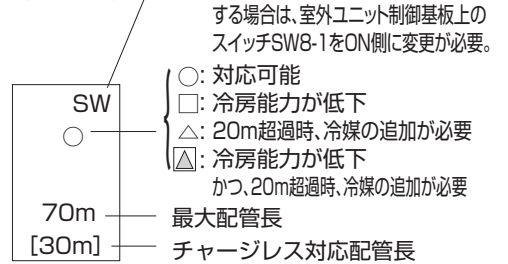 する場合は、室外ユニット制御基板上の
スイッチSW8-1をON側に変更が必要。
SW
○
○: 対応可能
□: 冷房能力が低下
△: 20m超過時、冷媒の追加が必要
▲: 冷房能力が低下
かつ、20m超過時、冷媒の追加が必要
70m
最大配管長
[30m]
チャージレス対応配管長